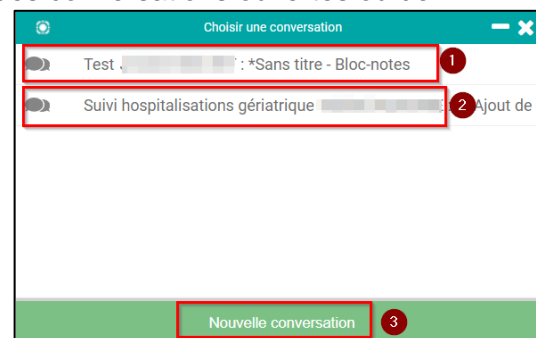 Choisir une conversation
Test : *Sans titre - Bloc-notes 1
Suivi hospitalisations gériatrique 2 Ajout de
Nouvelle conversation 3